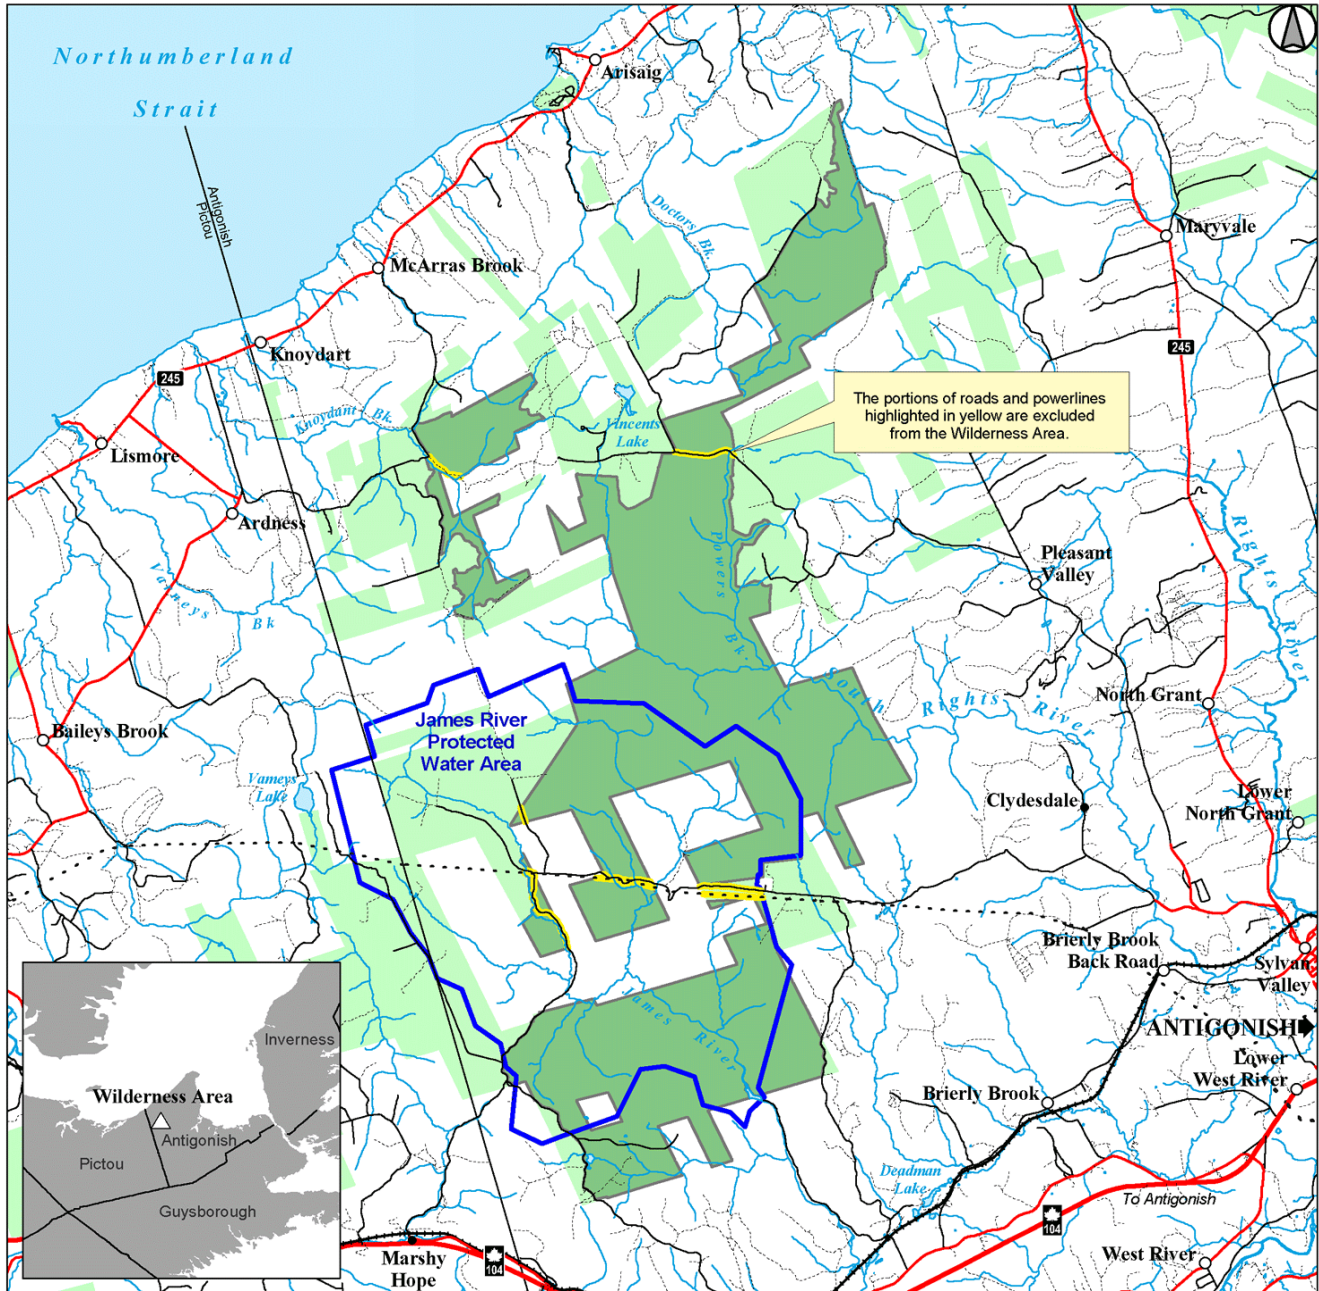 Northumberland
Strait
Arisaig
Antigonish
Pictou
Doctors Bk.
Maryvale
McArras Brook
Knoydart
245
245
The portions of roads and powerlines
highlighted in yellow are excluded
from the Wilderness Area.
Knoydant Bk.
Vincents
Lake
Lismore
Ardness
Powers Bk.
Pleasant
Valley
Rights River
Varneys Bk
South Rights River
North Grant
Baileys Brook
James River
Protected
Water Area
Vameys
Lake
Clydesdale
Lower
North Grant
Brierly Brook
Back Road
Sylvan
Valley
James River
ANTIGONISH
Lower
West River
Brierly Brook
Deadman
Lake
To Antigonish
104
West River
104
Marshy
Hope
Inverness
Wilderness Area
Antigonish
Pictou
Guysborough